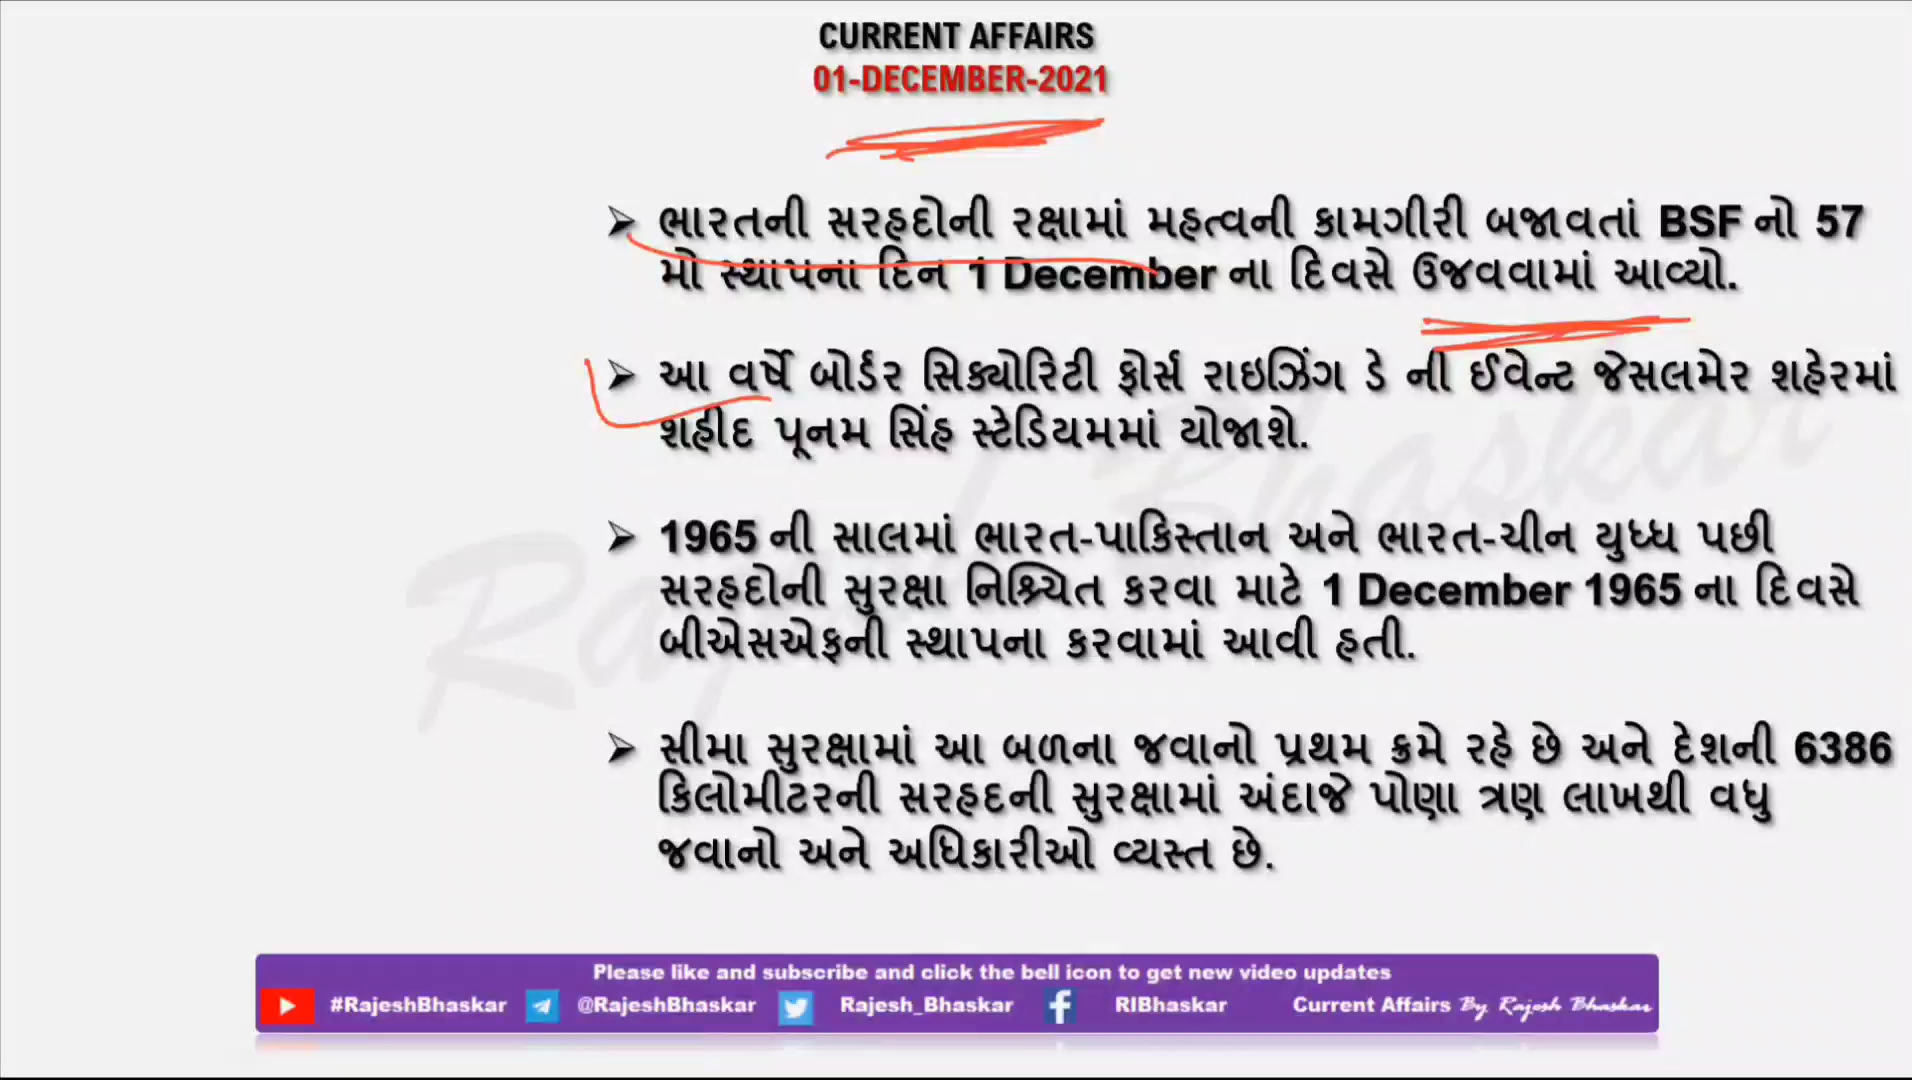 CURRENT AFFAIRS
01-DECEMBER-2021
➢ ભારતની સરહદોની રક્ષામાં મહત્વની કામગીરી બજાવતાં BSF નો 57
મો સ્થાપના દિન 1 December ના દિવસે ઉજવવામાં આવ્યો.
➢ આ વર્ષે બોર્ડર સિક્યોરિટી ફોર્સ રાઇઝિંગ ડે ની ઈવેન્ટ જેસલમેર શહેરમાં
શહીદ પૂનમ સિંહ સ્ટેડિયમમાં યોજાશે.
➢ 1965 ની સાલમાં ભારત-પાકિસ્તાન અને ભારત-ચીન યુધ્ધ પછી
સરહદોની સુરક્ષા નિશ્ચિત કરવા માટે 1 December 1965 ના દિવસે
બીએસએફની સ્થાપના કરવામાં આવી હતી.
➢ સીમા સુરક્ષામાં આ બળના જવાનો પ્રથમ ક્રમે રહે છે અને દેશની 6386
કિલોમીટરની સરહદની સુરક્ષામાં અંદાજે પોણા ત્રણ લાખથી વધુ
જવાનો અને અધિકારીઓ વ્યસ્ત છે.
Please like and subscribe and click the bell icon to get new video updates
#RajeshBhaskar @RajeshBhaskar Rajesh_Bhaskar RIBhaskar Current Affairs By Rajesh Bhaskar